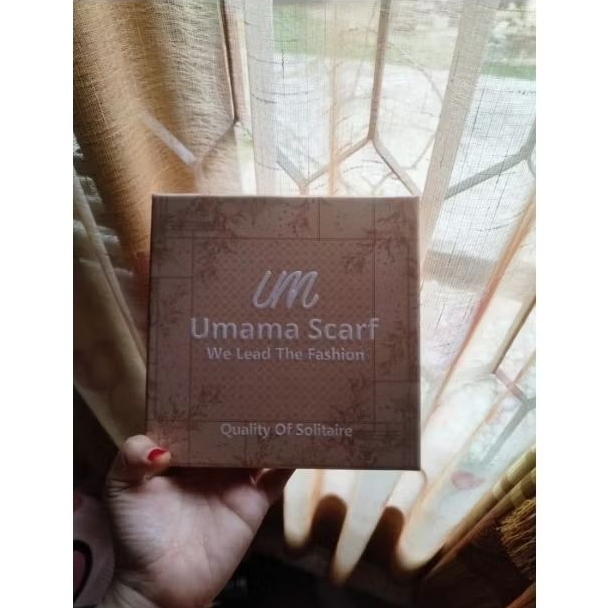 um
Umama Scarf
We Lead The Fashion
Quality Of Solitaire